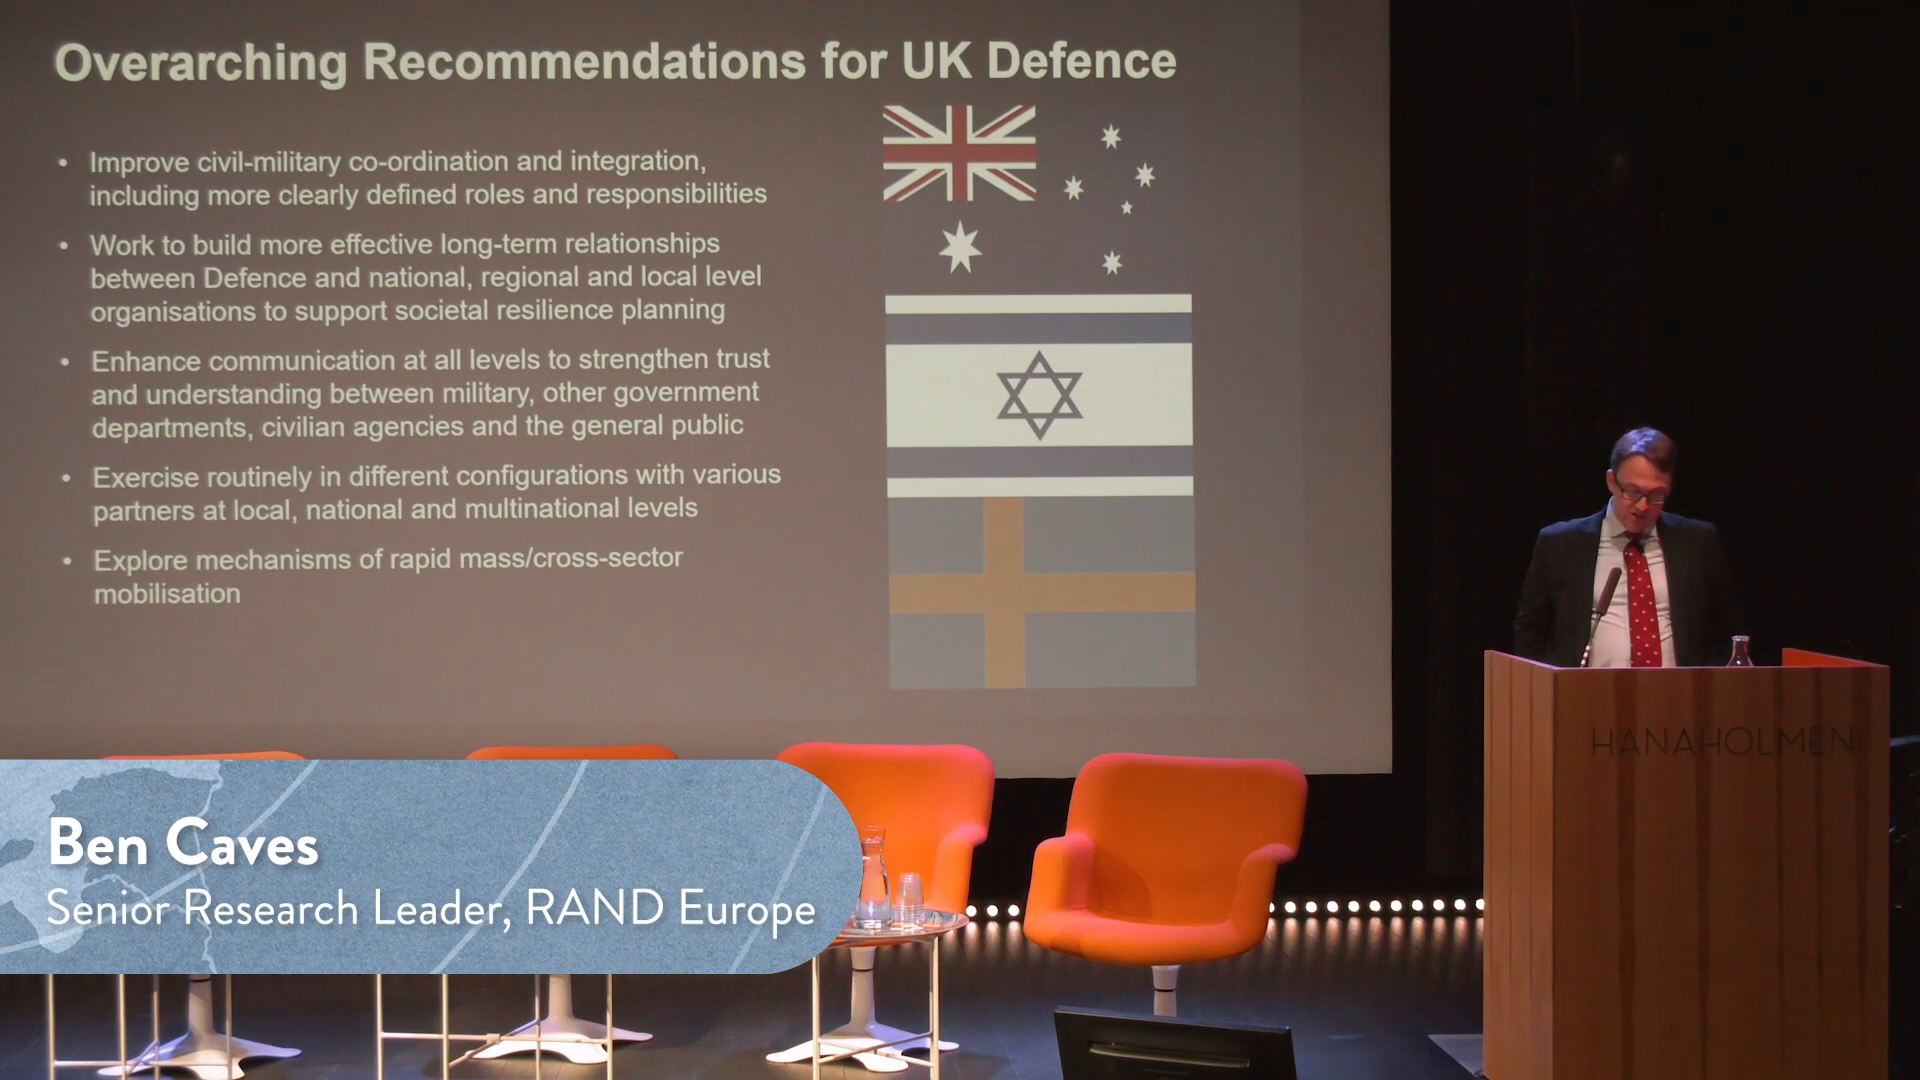 Overarching Recommendations for UK Defence
• Improve civil-military co-ordination and integration,
including more clearly defined roles and responsibilities
• Work to build more effective long-term relationships
between Defence and national, regional and local level
organisations to support societal resilience planning
• Enhance communication at all levels to strengthen trust
and understanding between military, other government
departments, civilian agencies and the general public
• Exercise routinely in different configurations with various
partners at local, national and multinational levels
• Explore mechanisms of rapid mass/cross-sector
mobilisation
HANAHOLMEN
Ben Caves
Senior Research Leader, RAND Europe